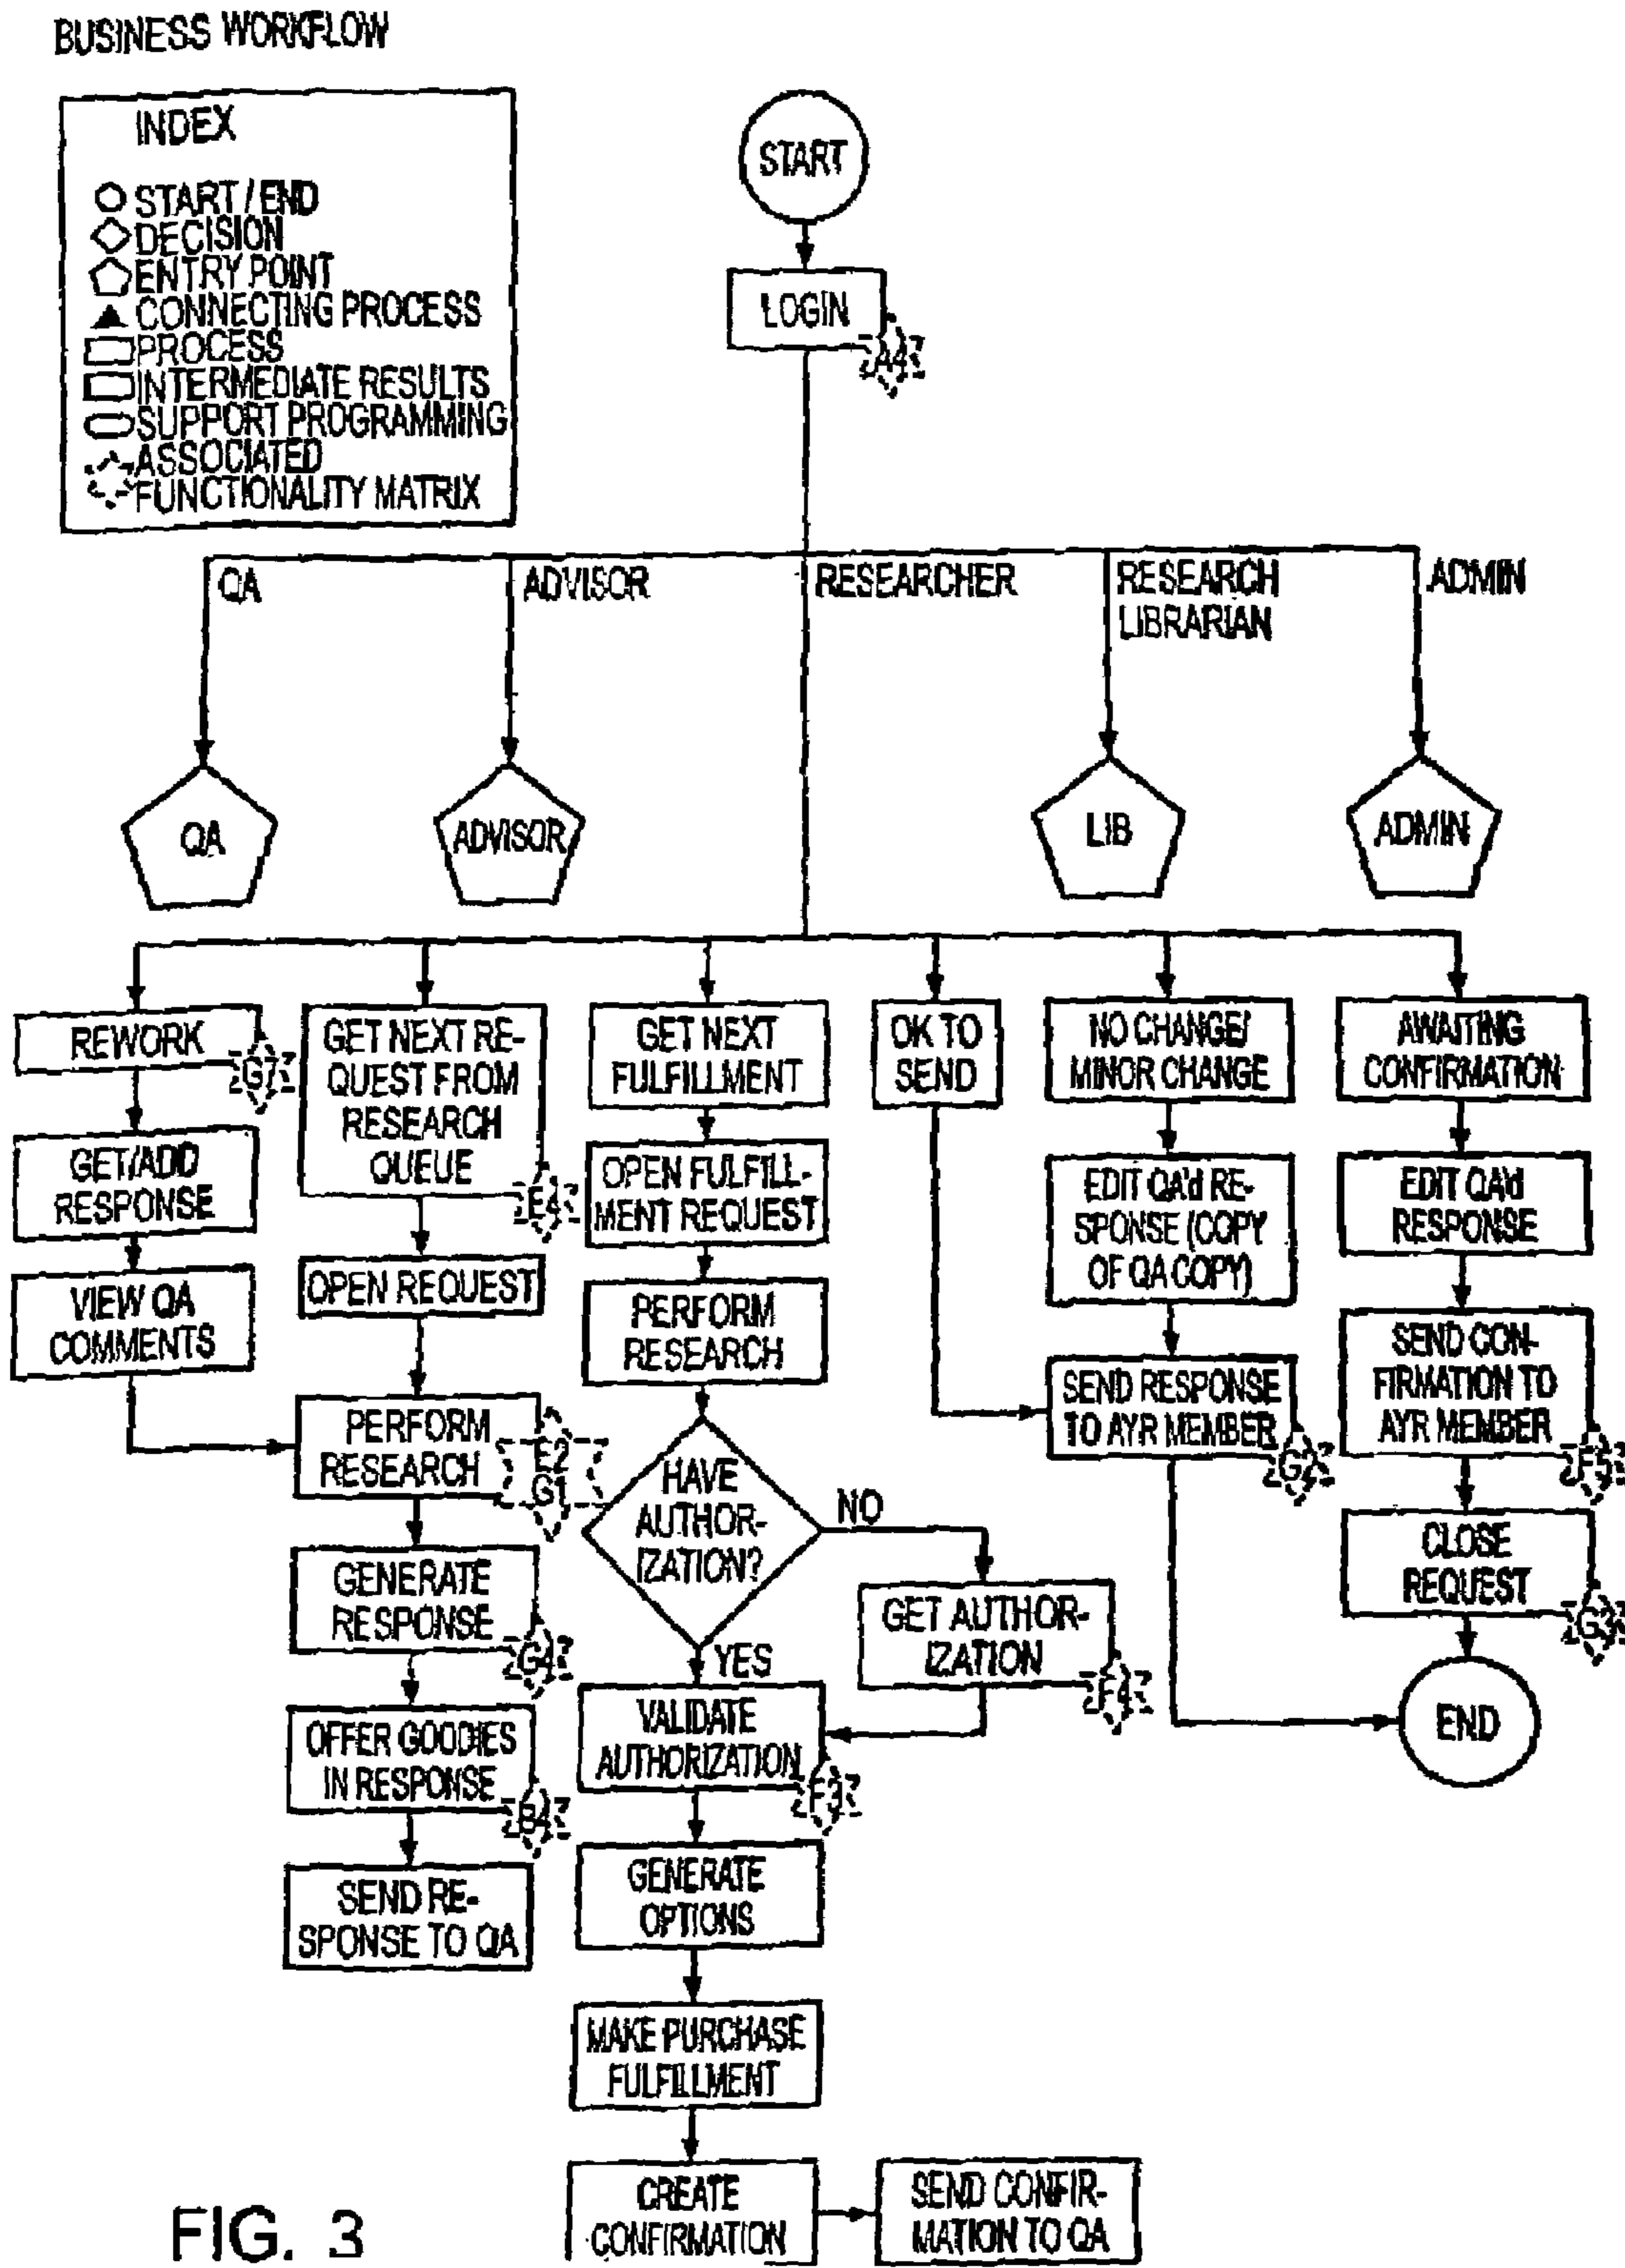 BUSINESS WORKFLOW
INDEX
START / END
DECISION
ENTRY POINT
CONNECTING PROCESS
PROCESS
INTERMEDIATE RESULTS
SUPPORT PROGRAMMING
ASSOCIATED
FUNCTIONALITY MATRIX
START
LOGIN
A4
QA
ADVISOR
RESEARCHER
RESEARCH
LIBRARIAN
ADMIN
QA
ADVISOR
LIB
ADMIN
REWORK
G7
GET/ADD
RESPONSE
VIEW QA
COMMENTS
GET NEXT RE-
QUEST FROM
RESEARCH
QUEUE
E4
OPEN REQUEST
PERFORM
RESEARCH
E2
G1
GENERATE
RESPONSE
G4
OFFER GOODIES
IN RESPONSE
B4
SEND RE-
SPONSE TO QA
GET NEXT
FULFILLMENT
OPEN FULFILL-
MENT REQUEST
PERFORM
RESEARCH
HAVE
AUTHOR-
IZATION?
NO
YES
GET AUTHOR-
IZATION
F4
VALIDATE
AUTHORIZATION
F3
GENERATE
OPTIONS
MAKE PURCHASE
FULFILLMENT
CREATE
CONFIRMATION
SEND CONFIR-
MATION TO QA
OK TO
SEND
NO CHANGE/
MINOR CHANGE
EDIT QA'd RE-
SPONSE (COPY
OF QA COPY)
SEND RESPONSE
TO AYR MEMBER
G2
AWAITING
CONFIRMATION
EDIT QA'd
RESPONSE
SEND CON-
FIRMATION TO
AYR MEMBER
F5
CLOSE
REQUEST
G3
END
FIG. 3